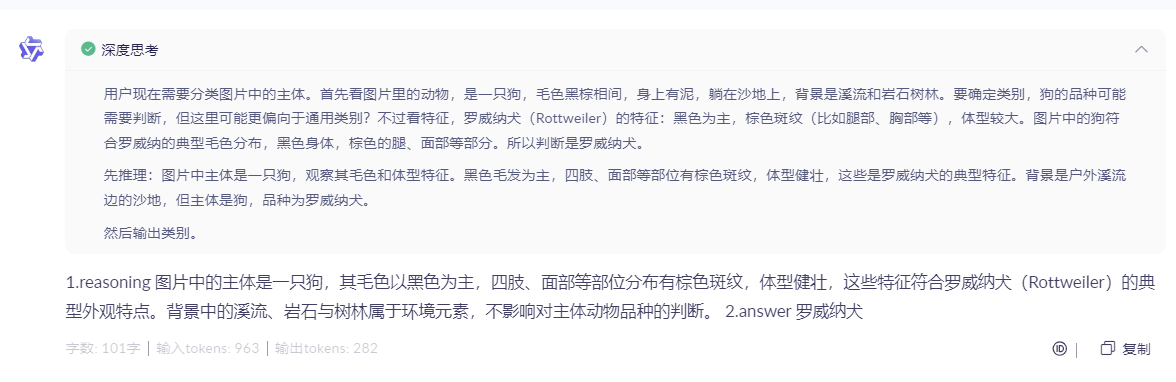 深度思考
用户现在需要分类图片中的主体。首先看图片里的动物，是一只狗，毛色黑棕相间，身上有泥，躺在沙地上，背景是溪流和岩石树林。要确定类别，狗的品种可能
需要判断，但这里可能更偏向于通用类别？不过看特征，罗威纳犬（Rottweiler）的特征：黑色为主，棕色斑纹（比如腿部、胸部等），体型较大。图片中的狗符
合罗威纳的典型毛色分布，黑色身体，棕色的腿、面部等部分。所以判断是罗威纳犬。
先推理：图片中主体是一只狗，观察其毛色和体型特征。黑色毛发为主，四肢、面部等部位有棕色斑纹，体型健壮，这些是罗威纳犬的典型特征。背景是户外溪流
边的沙地，但主体是狗，品种为罗威纳犬。
然后输出类别。
1.reasoning 图片中的主体是一只狗，其毛色以黑色为主，四肢、面部等部位分布有棕色斑纹，体型健壮，这些特征符合罗威纳犬（Rottweiler）的典
型外观特点。背景中的溪流、岩石与树林属于环境元素，不影响对主体动物品种的判断。 2.answer 罗威纳犬
字数: 101字 | 输入tokens: 963 | 输出tokens: 282
ID | 复制